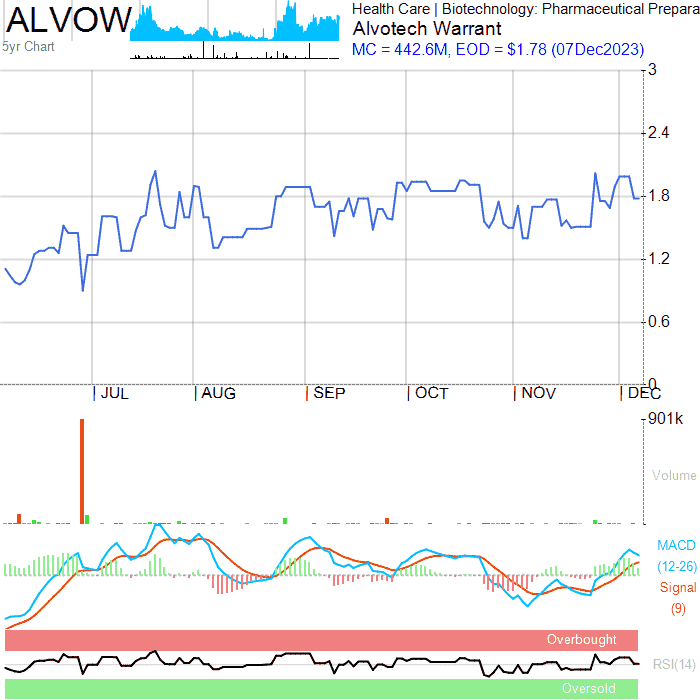 ALVOW
5yr Chart
Health Care | Biotechnology: Pharmaceutical Prepara
Alvotech Warrant
MC = 442.6M, EOD = $1.78 (07Dec2023)
3
2.4
1.8
1.2
0.6
0
JUL AUG SEP OCT NOV DEC
901k
Volume
MACD
(12-26)
Signal
(9)
Overbought
RSI(14)
Oversold